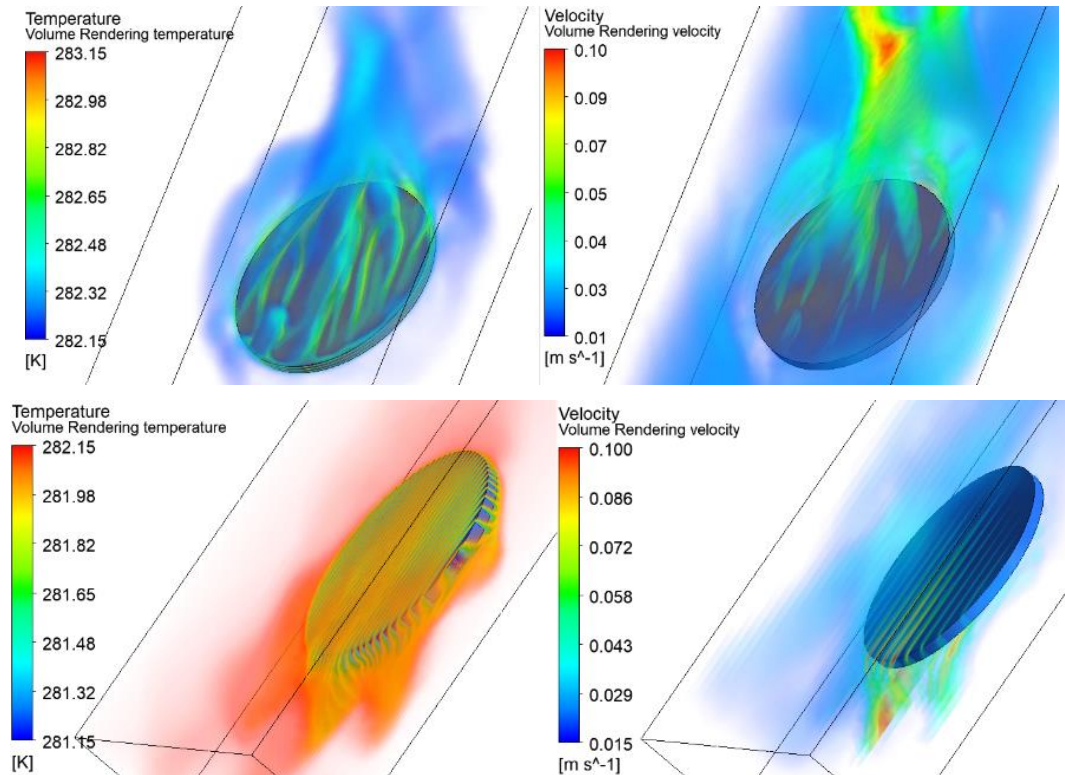 Temperature
Volume Rendering temperature
283.15
282.98
282.82
282.65
282.48
282.32
282.15
[K]
Velocity
Volume Rendering velocity
0.10
0.09
0.07
0.05
0.04
0.03
0.01
[m s^-1]
Temperature
Volume Rendering temperature
282.15
281.98
281.82
281.65
281.48
281.32
281.15
[K]
Velocity
Volume Rendering velocity
0.100
0.086
0.072
0.058
0.043
0.029
0.015
[m s^-1]